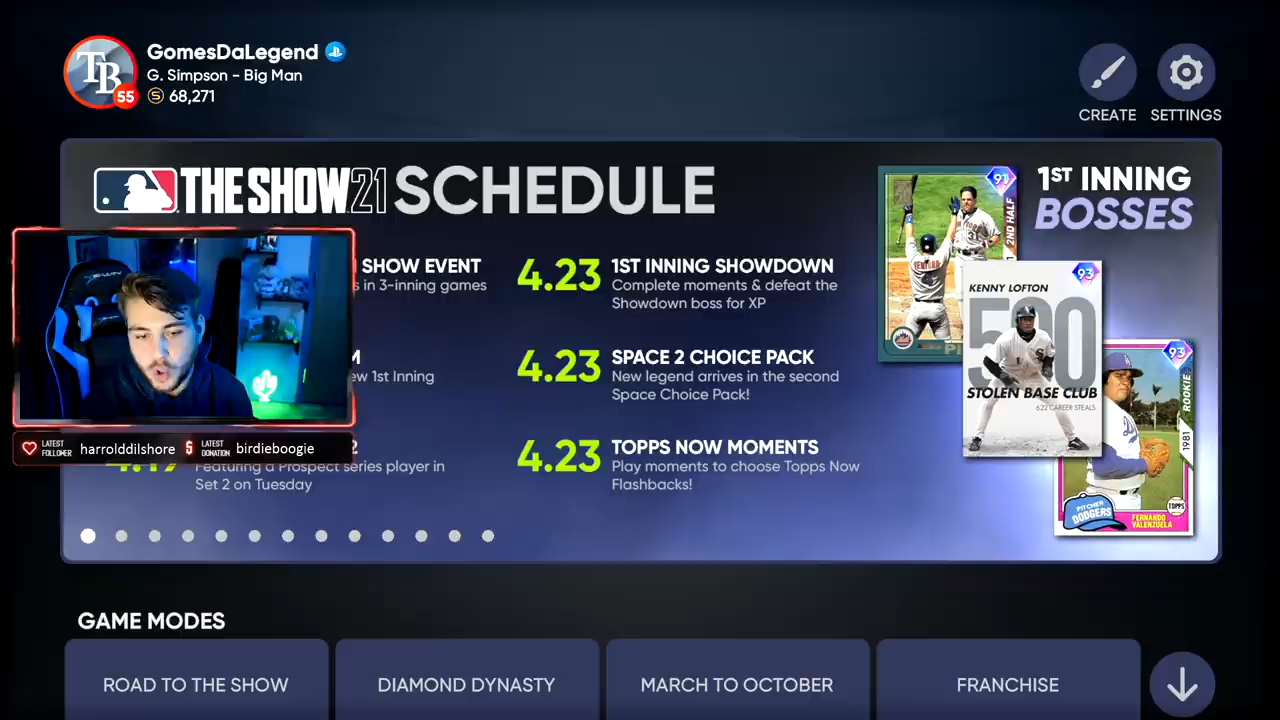 GomesDaLegend
G. Simpson - Big Man
TB
55
68,271
CREATE
SETTINGS
THE SHOW 21 SCHEDULE
SHOW EVENT
s in 3-inning games
ew 1st Inning
Featuring a Prospect series player in
Set 2 on Tuesday
4.23 1ST INNING SHOWDOWN
Complete moments & defeat the
Showdown boss for XP
4.23 SPACE 2 CHOICE PACK
New legend arrives in the second
Space Choice Pack!
4.23 TOPPS NOW MOMENTS
Play moments to choose Topps Now
Flashbacks!
1ST INNING
BOSSES
91
2ND HALF
93
KENNY LOFTON
500
STOLEN BASE CLUB
622 CAREER STEALS
93
ROOKIE
1981
PITCHER
DODGERS
TOPPS
FERNANDO
VALENZUELA
LATEST
FOLLOWER
harrolddilshore
LATEST
DONATION
birdieboogie
GAME MODES
ROAD TO THE SHOW
DIAMOND DYNASTY
MARCH TO OCTOBER
FRANCHISE